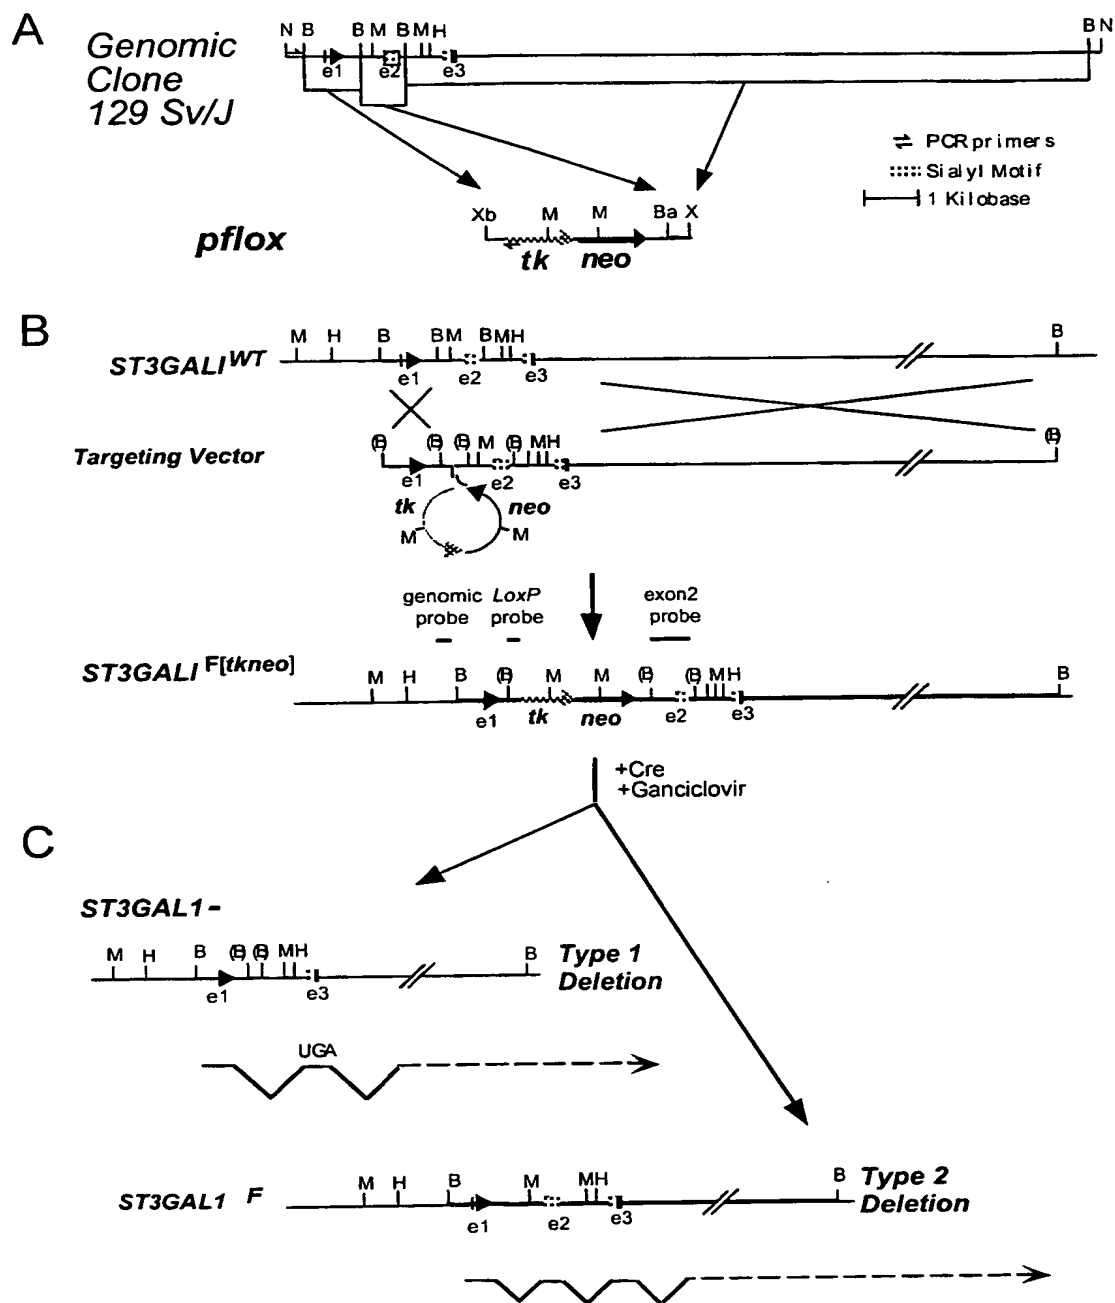 A
Genomic
Clone
129 Sv/J
N B B M B M H B N
e1 e2 e3
PCR primers
Sialyl Motif
1 Kilobase
pflox
Xb M M Ba X
tk neo
B
ST3GALI WT
M H B B M B M H B
e1 e2 e3
Targeting Vector
(B) (B) (B) M (B) M H (B)
e1 e2 e3
tk neo
M M
genomic probe
LoxP probe
exon2 probe
ST3GALI F[tkneo]
M H B (B) M M (B) (B) M H B
e1 tk neo e2 e3
+Cre
+Ganciclovir
C
ST3GAL1-
M H B (B) (B) M H B
e1 e3
Type 1
Deletion
UGA
ST3GAL1 F
M H B M M H B
e1 e2 e3
Type 2
Deletion